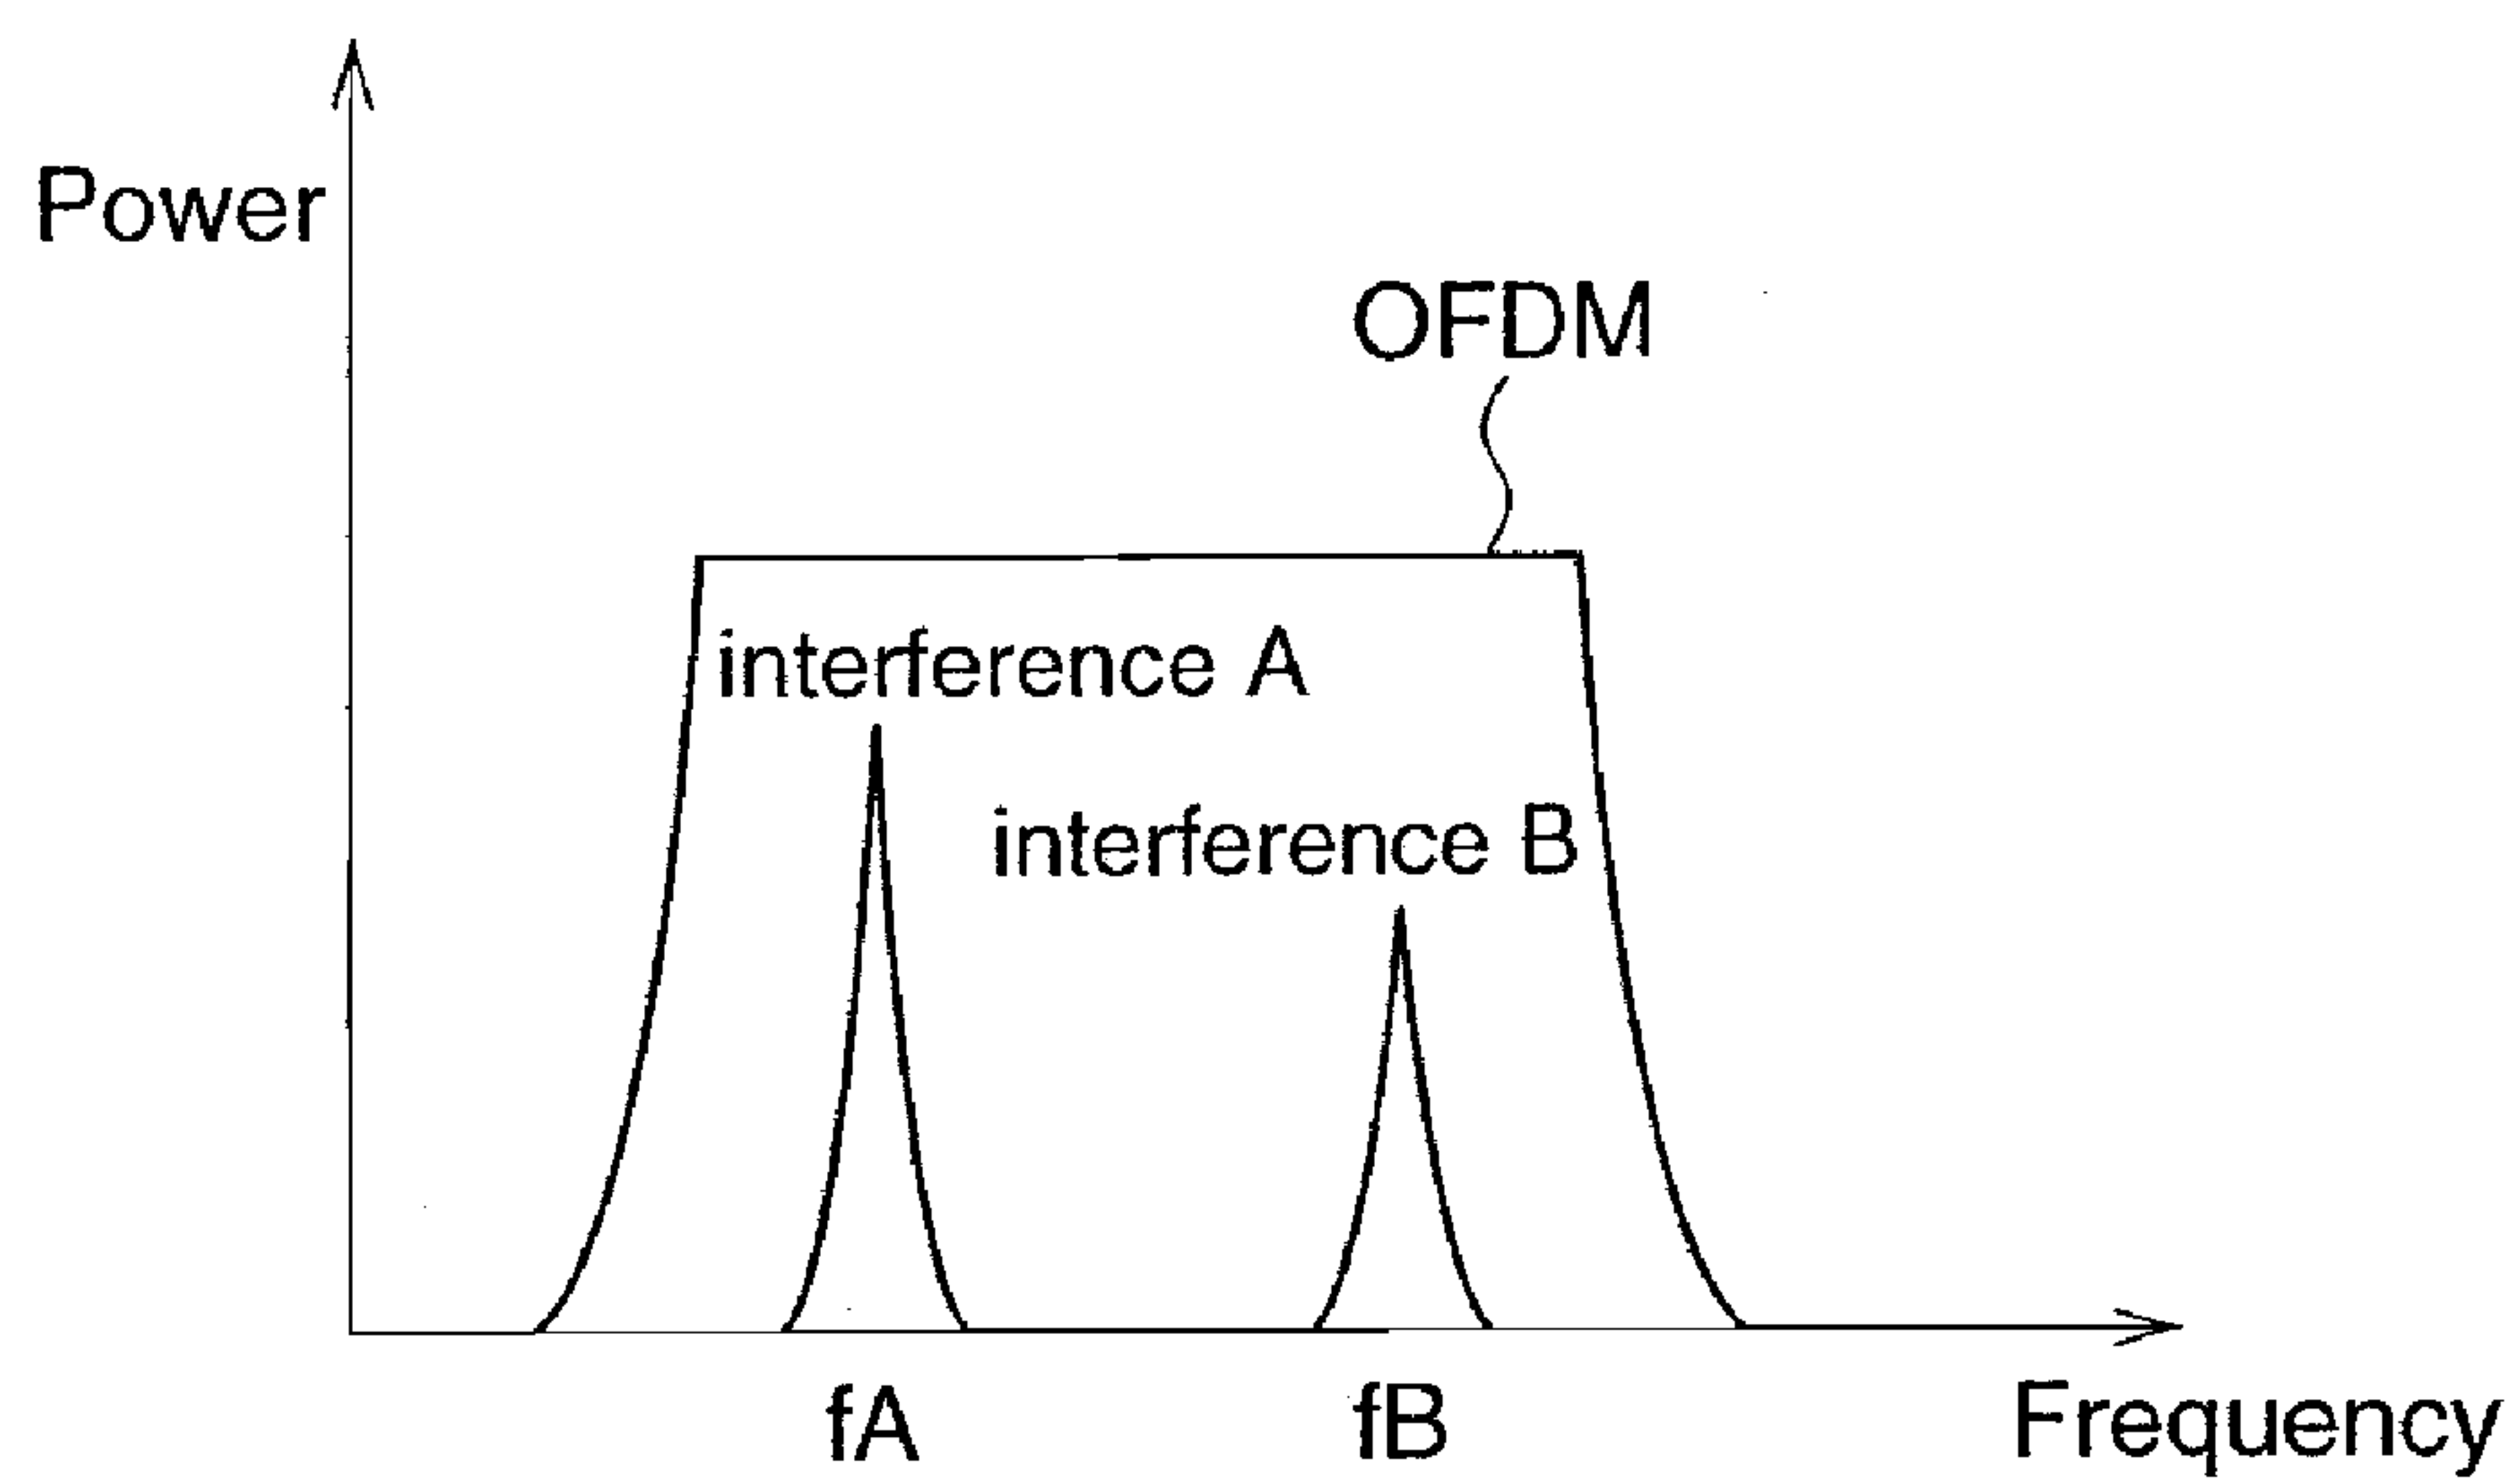 Power
OFDM
interference A
interference B
fA
fB
Frequency